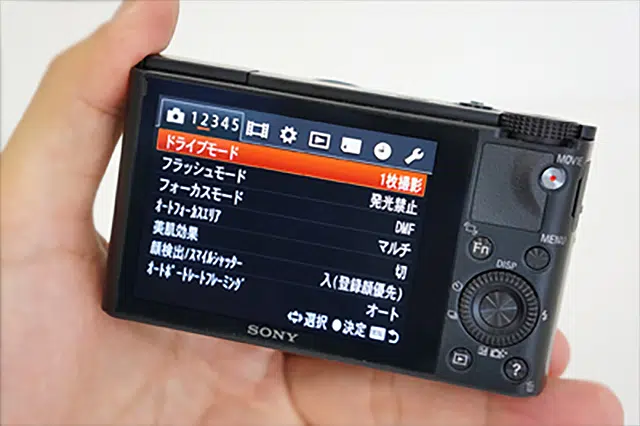 12345
ドライブモード 1枚撮影
フラッシュモード 発光禁止
フォーカスモード DMF
オートフォーカスエリア マルチ
美肌効果 切
顔検出/スマイルシャッター 入(登録顔優先)
オートポートレートフレーミング オート
選択 ●決定
SONY
MOVIE
Fn
MENU
DISP
?